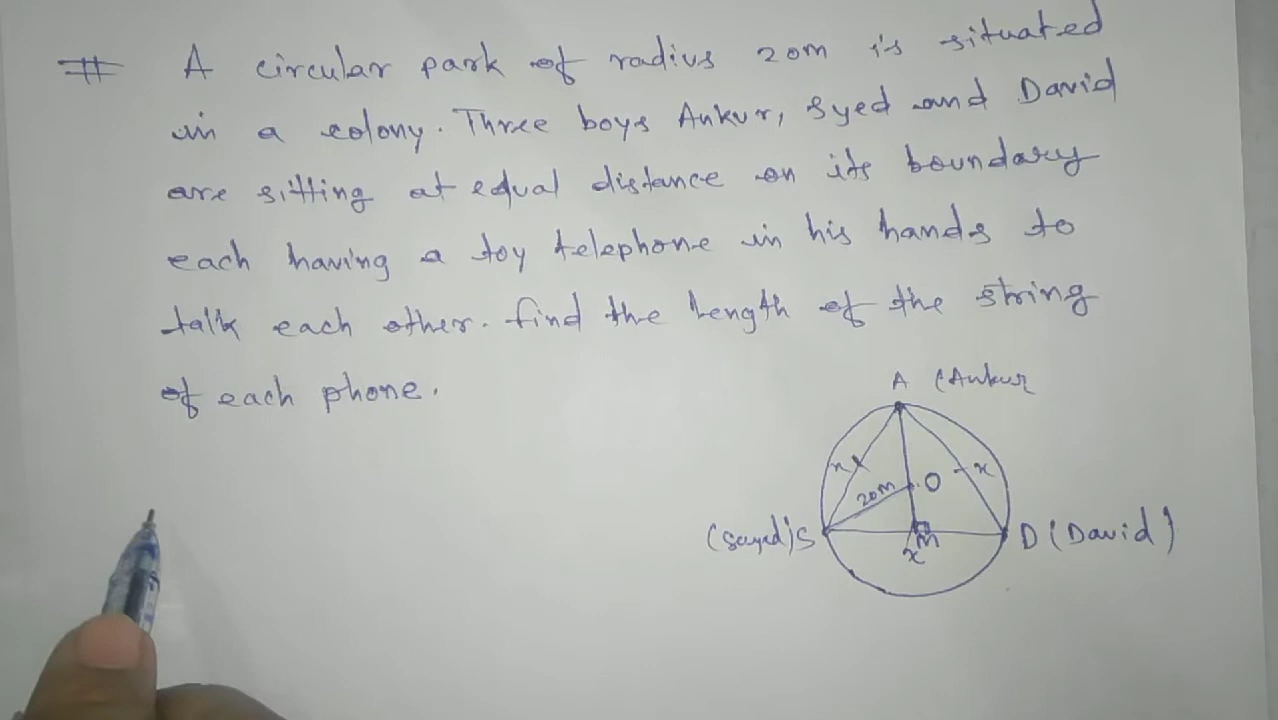 # A circular park of radius 20m is situated
in a colony. Three boys Ankur, Syed and David
are sitting at equal distance on its boundary
each having a toy telephone in his hands to
talk each other. find the length of the string
of each phone.
A (Ankur
x x
20m O
(Sayed) S M D (David)
x